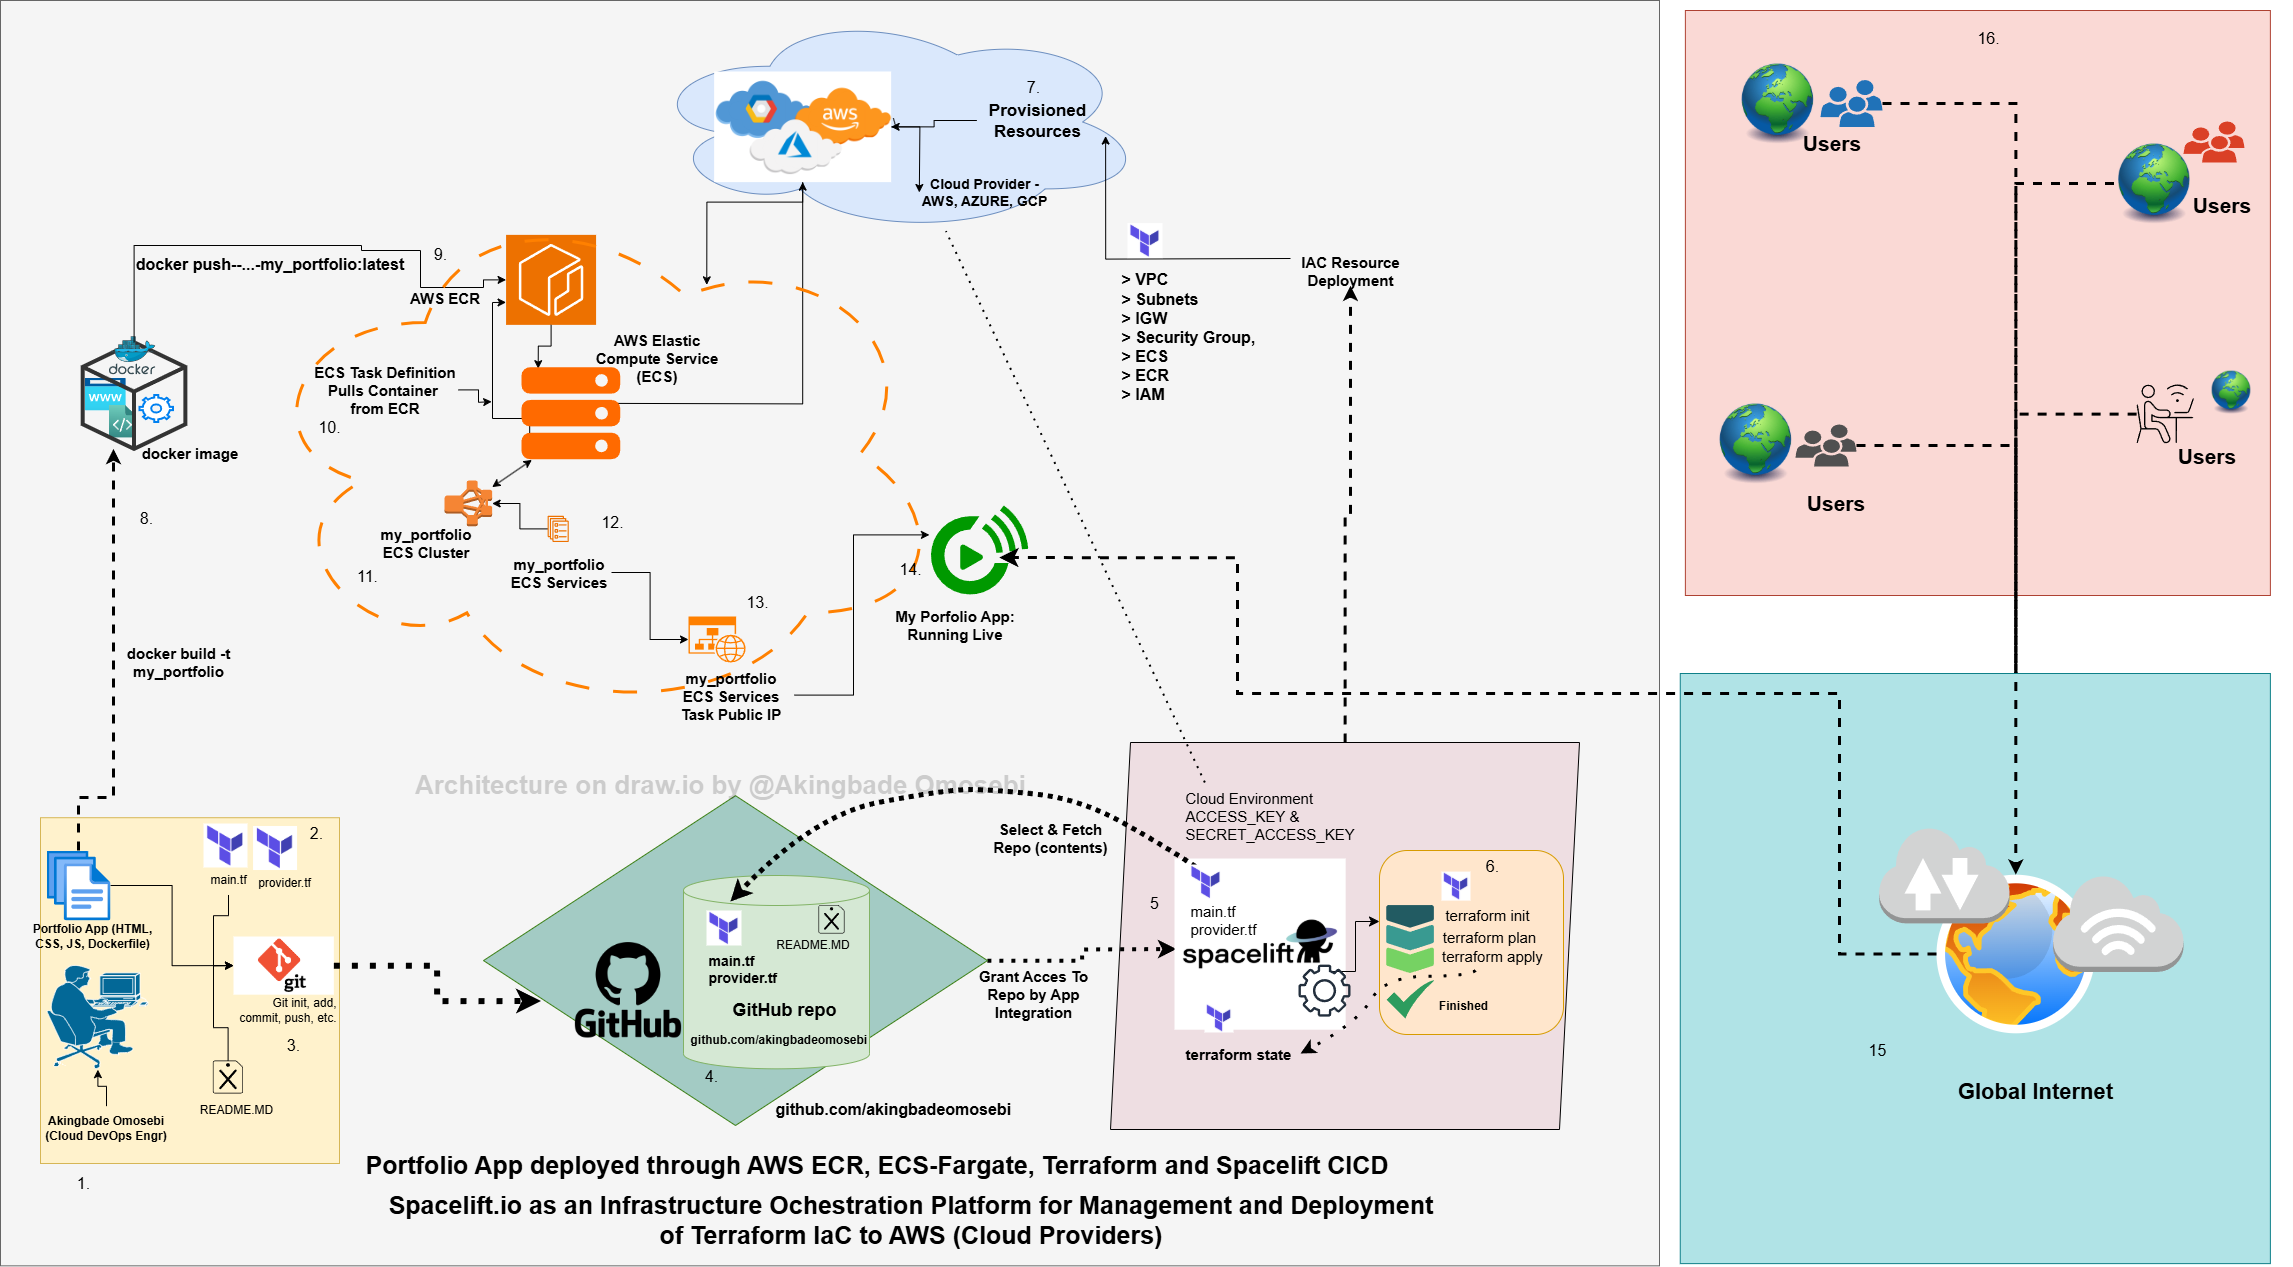 7.
Provisioned
Resources
aws
Cloud Provider -
AWS, AZURE, GCP
9.
docker push--...-my_portfolio:latest
AWS ECR
IAC Resource
Deployment
> VPC
> Subnets
> IGW
> Security Group,
> ECS
> ECR
> IAM
AWS Elastic
Compute Service
(ECS)
docker
www
</>
docker image
ECS Task Definition
Pulls Container
from ECR
10.
8.
12.
my_portfolio
ECS Cluster
11.
my_portfolio
ECS Services
13.
14.
My Porfolio App:
Running Live
my_portfolio
ECS Services
Task Public IP
docker build -t
my_portfolio
Architecture on draw.io by @Akingbade Omosebi
2.
main.tf
provider.tf
Portfolio App (HTML,
CSS, JS, Dockerfile)
git
Git init, add,
commit, push, etc.
3.
README.MD
Akingbade Omosebi
(Cloud DevOps Engr)
1.
GitHub
main.tf
provider.tf
README.MD
GitHub repo
github.com/akingbadeomosebi
4.
github.com/akingbadeomosebi
Select & Fetch
Repo (contents)
Grant Acces To
Repo by App
Integration
Cloud Environment
ACCESS_KEY &
SECRET_ACCESS_KEY
5
main.tf
provider.tf
spacelift
terraform state
6.
terraform init
terraform plan
terraform apply
Finished
Portfolio App deployed through AWS ECR, ECS-Fargate, Terraform and Spacelift CICD
Spacelift.io as an Infrastructure Ochestration Platform for Management and Deployment
of Terraform IaC to AWS (Cloud Providers)
16.
Users
Users
Users
Users
15
Global Internet